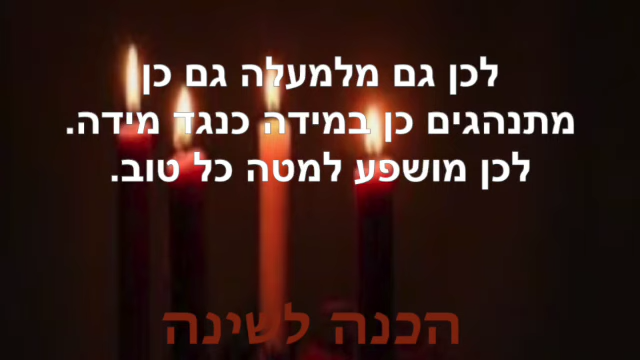 לכן גם מלמעלה גם כן
מתנהגים כן במידה כנגד מידה.
לכן מושפע למטה כל טוב.
הכנה לשינה